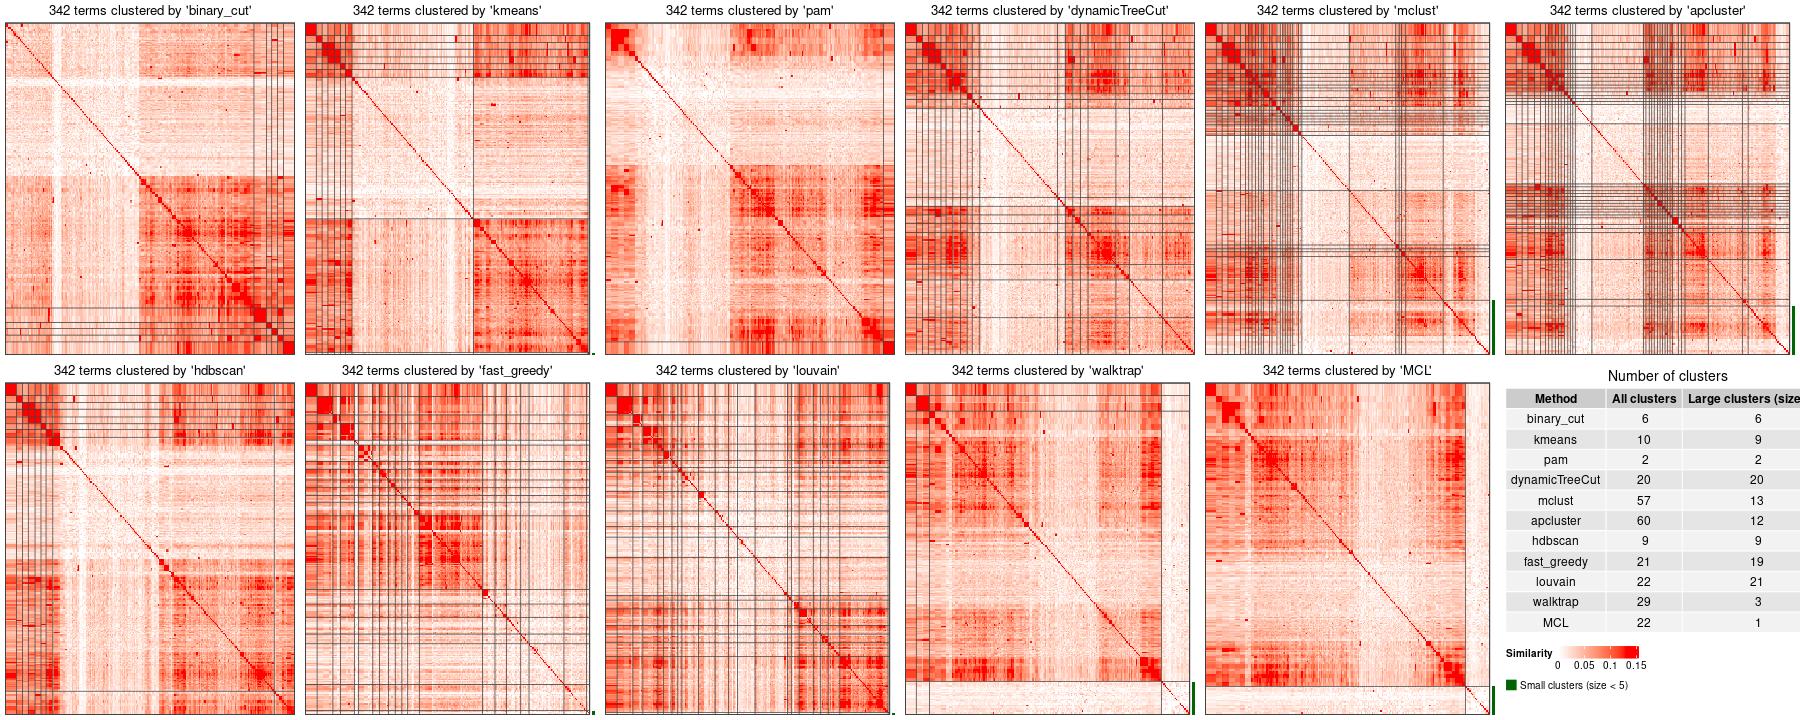 342 terms clustered by 'binary_cut'
342 terms clustered by 'kmeans'
342 terms clustered by 'pam'
342 terms clustered by 'dynamicTreeCut'
342 terms clustered by 'mclust'
342 terms clustered by 'apcluster'
342 terms clustered by 'hdbscan'
342 terms clustered by 'fast_greedy'
342 terms clustered by 'louvain'
342 terms clustered by 'walktrap'
342 terms clustered by 'MCL'
Number of clusters
Method All clusters Large clusters (size
binary_cut 6 6
kmeans 10 9
pam 2 2
dynamicTreeCut 20 20
mclust 57 13
apcluster 60 12
hdbscan 9 9
fast_greedy 21 19
louvain 22 21
walktrap 29 3
MCL 22 1
Similarity
0 0.05 0.1 0.15
Small clusters (size < 5)